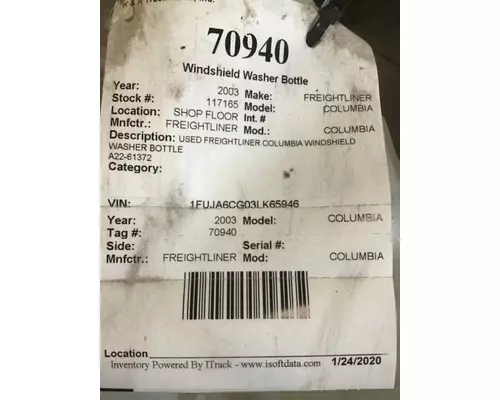 70940
Windshield Washer Bottle
Year: 2003 Make: FREIGHTLINER
Stock #: 117165 Model: COLUMBIA
Location: SHOP FLOOR Int. #
Mnfctr.: FREIGHTLINER Mod.: COLUMBIA
Description: USED FREIGHTLINER COLUMBIA WINDSHIELD
WASHER BOTTLE
A22-61372
Category:
VIN: 1FUJA6CG03LK65946
Year: 2003 Model: COLUMBIA
Tag #: 70940
Side: Serial #:
Mnfctr.: FREIGHTLINER Mod: COLUMBIA
Location
Inventory Powered By ITrack - www.isoftdata.com 1/24/2020